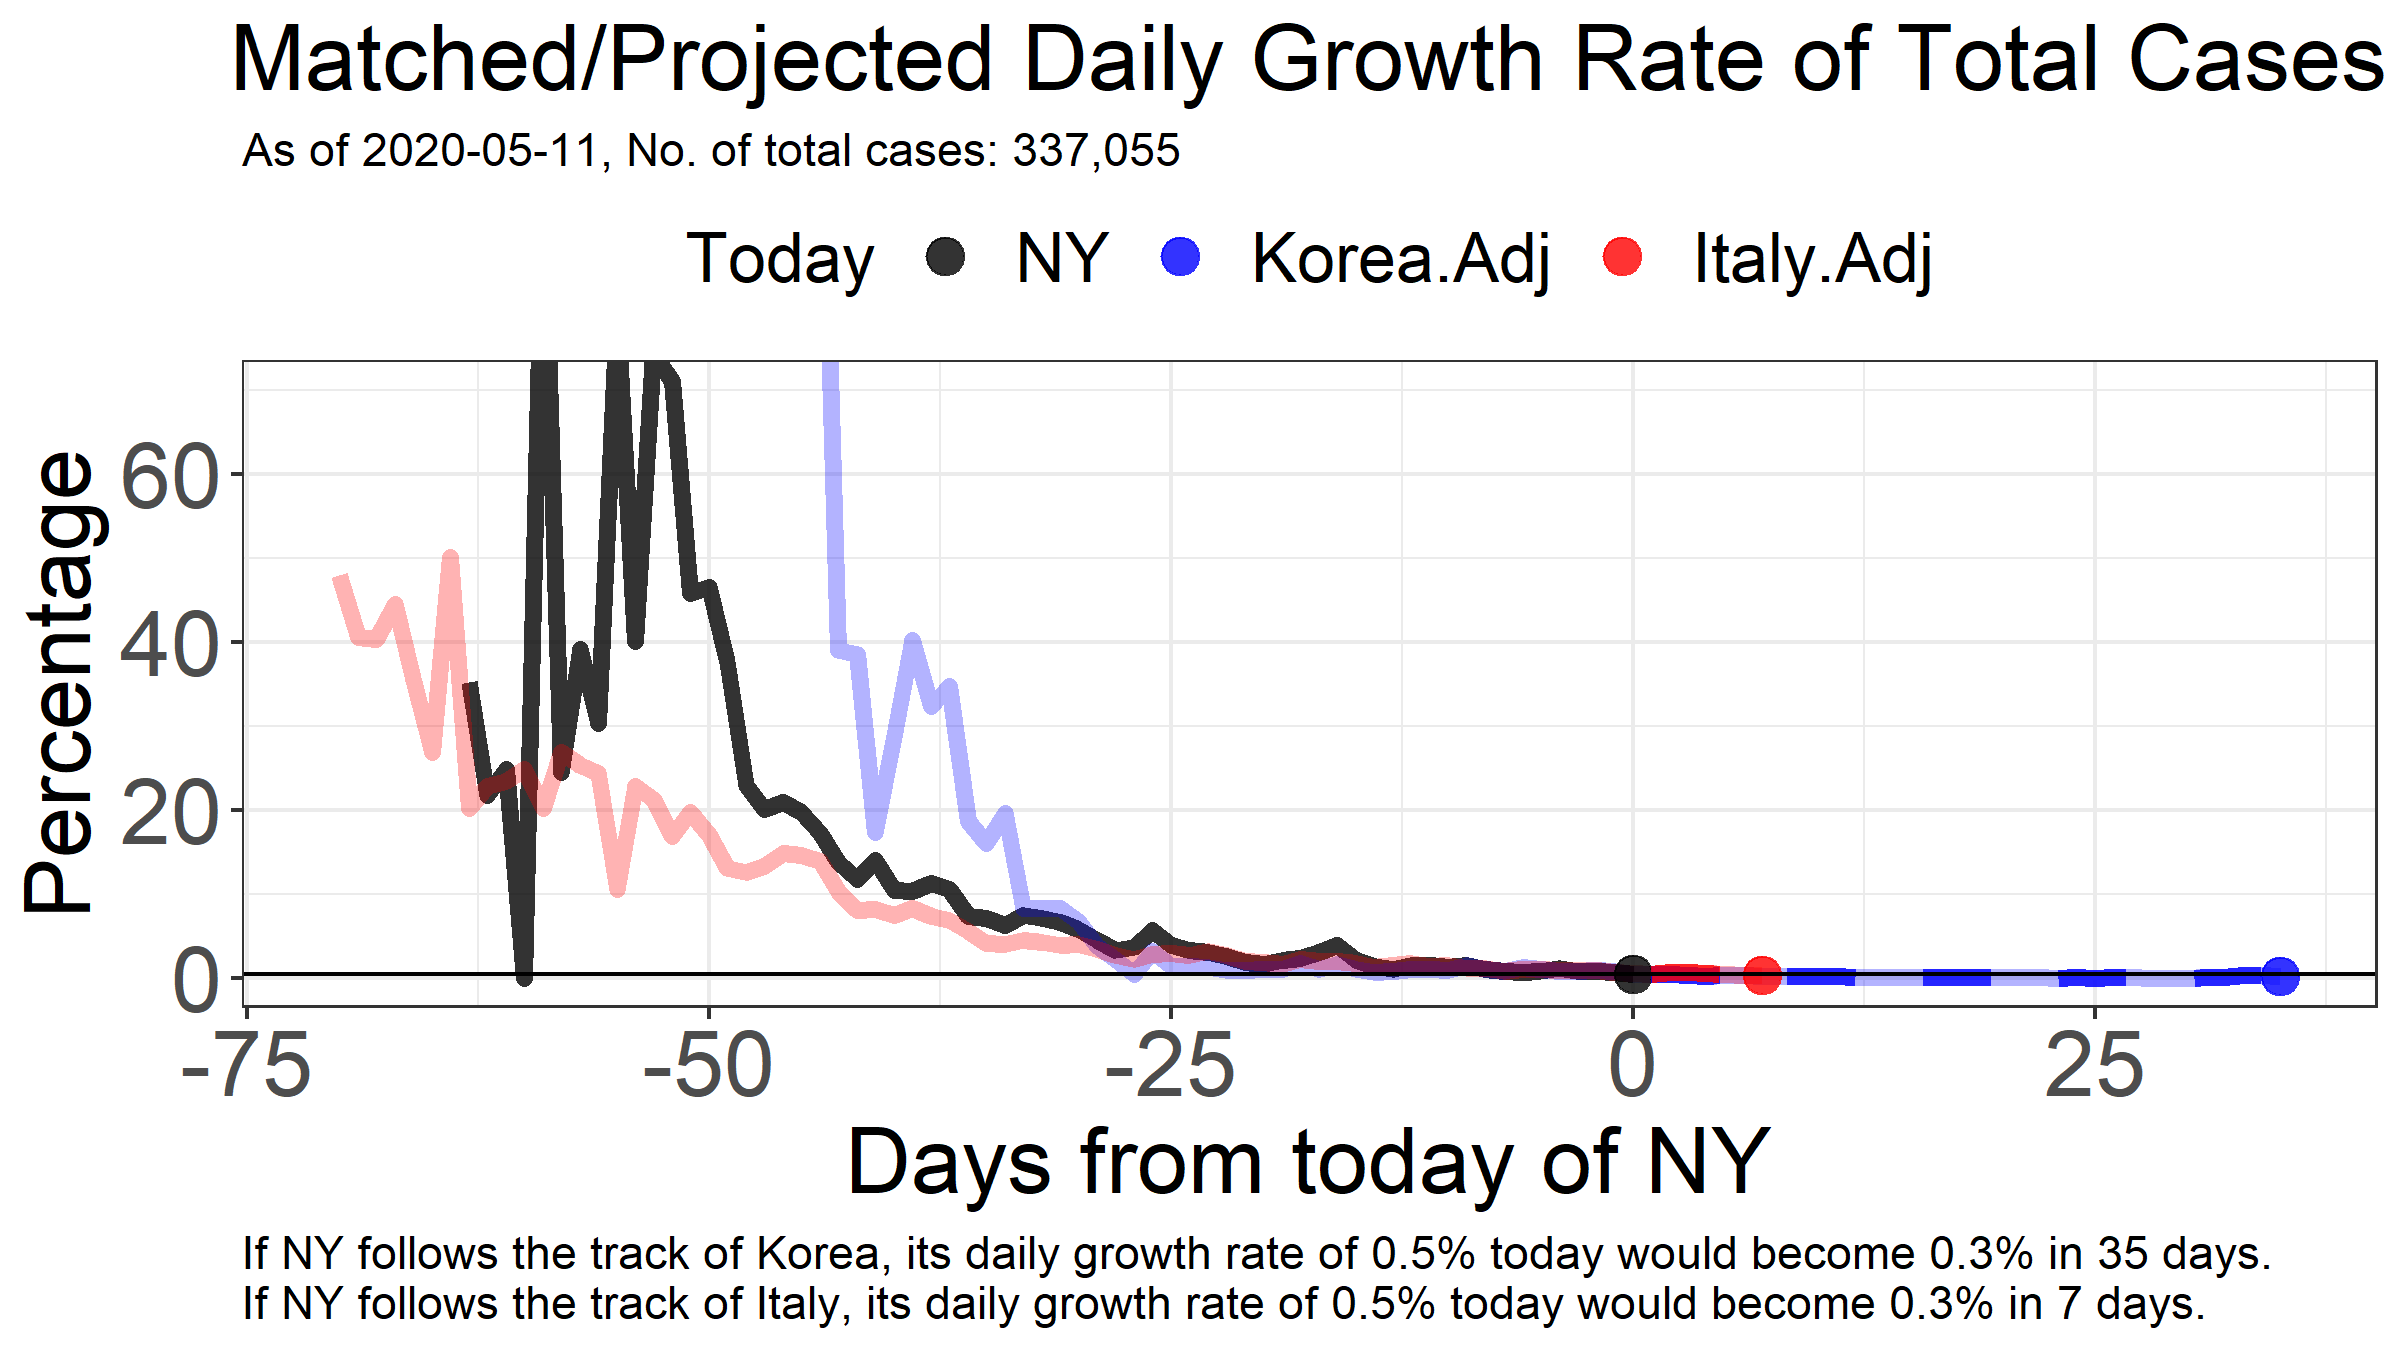 Matched/Projected Daily Growth Rate of Total Cases
As of 2020-05-11, No. of total cases: 337,055
Today NY Korea.Adj Italy.Adj
Percentage
60
40
20
0
-75 -50 -25 0 25
Days from today of NY
If NY follows the track of Korea, its daily growth rate of 0.5% today would become 0.3% in 35 days.
If NY follows the track of Italy, its daily growth rate of 0.5% today would become 0.3% in 7 days.